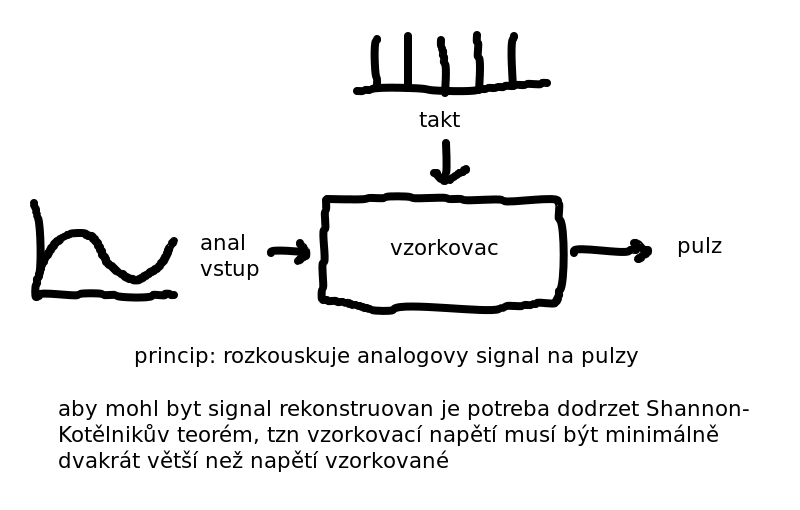 takt
anal
vstup
vzorkovac
pulz
princip: rozkouskuje analogovy signal na pulzy
aby mohl byt signal rekonstruovan je potreba dodrzet Shannon-
Kotělnikův teorém, tzn vzorkovací napětí musí být minimálně
dvakrát větší než napětí vzorkované